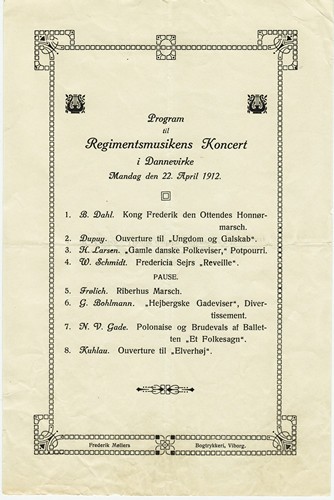 Program
til
Regimentsmusikens Koncert
i Dannevirke
Mandag den 22. April 1912.
1. B. Dahl. Kong Frederik den Ottendes Honnør-
marsch.
2. Dupuy. Ouverture til „Ungdom og Galskab“.
3. H. Larsen. „Gamle danske Folkeviser,“ Potpourri.
4. W. Schmidt. Fredericia Sejrs „Reveille“.
PAUSE.
5. Frølich. Riberhus Marsch.
6. G. Bohlmann. „Hejbergske Gadeviser“, Diver-
tissement.
7. N. V. Gade. Polonaise og Brudevals af Ballet-
ten „Et Folkesagn“.
8. Kuhlau. Ouverture til „Elverhøj“.
Frederik Møllers Bogtrykkeri, Viborg.